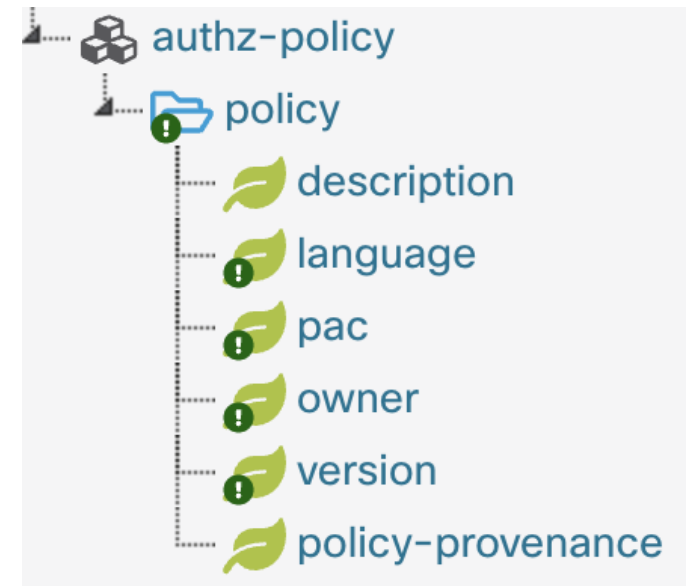 authz-policy
policy
description
language
pac
owner
version
policy-provenance